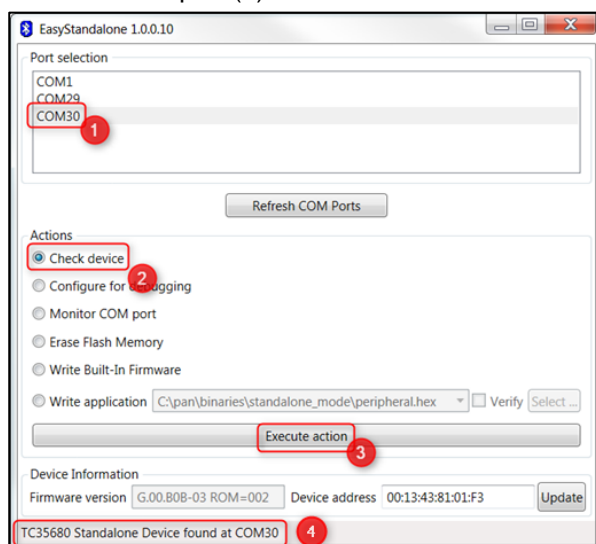 EasyStandalone 1.0.0.10
Port selection
COM1
COM29
COM30
1
Refresh COM Ports
Actions
Check device
2
Configure for debugging
Monitor COM port
Erase Flash Memory
Write Built-In Firmware
Write application C:\pan\binaries\standalone_mode\peripheral.hex Verify Select ...
Execute action
3
Device Information
Firmware version G.00.B0B-03 ROM=002 Device address 00:13:43:81:01:F3 Update
TC35680 Standalone Device found at COM30 4